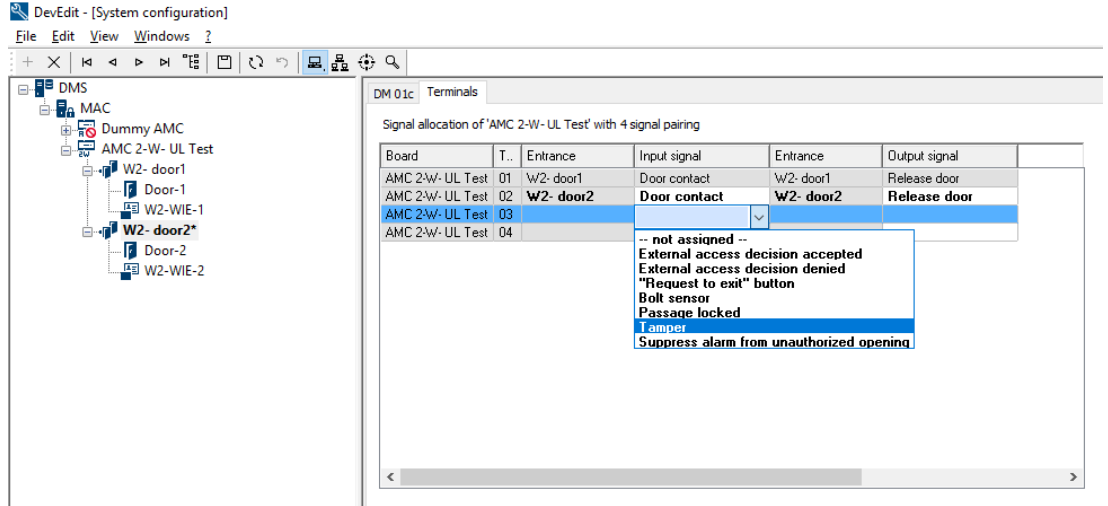 DevEdit - [System configuration]
File Edit View Windows ?
DMS
MAC
Dummy AMC
AMC 2-W- UL Test
W2- door1
Door-1
W2-WIE-1
W2- door2*
Door-2
W2-WIE-2
DM 01c Terminals
Signal allocation of 'AMC 2-W- UL Test' with 4 signal pairing
Board T.. Entrance Input signal Entrance Output signal
AMC 2-W- UL Test 01 W2- door1 Door contact W2- door1 Release door
AMC 2-W- UL Test 02 W2- door2 Door contact W2- door2 Release door
AMC 2-W- UL Test 03
AMC 2-W- UL Test 04
-- not assigned --
External access decision accepted
External access decision denied
"Request to exit" button
Bolt sensor
Passage locked
Tamper
Suppress alarm from unauthorized opening